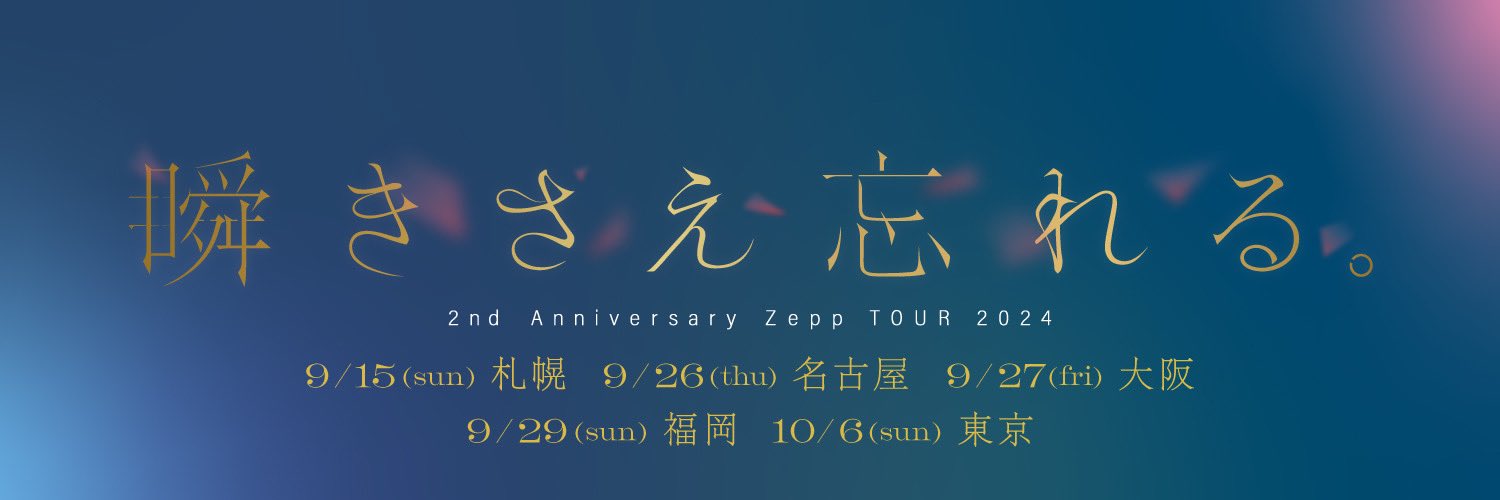 瞬きさえ忘れる。
2nd Anniversary Zepp TOUR 2024
9/15(sun) 札幌 9/26(thu) 名古屋 9/27(fri) 大阪
9/29(sun) 福岡 10/6(sun) 東京